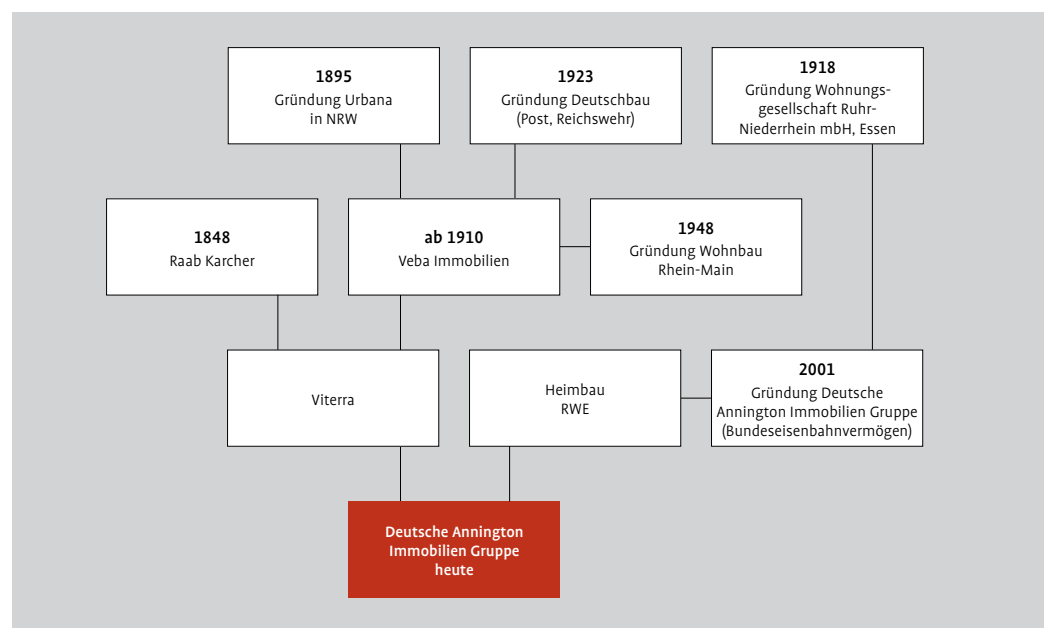 1895
Gründung Urbana
in NRW
1923
Gründung Deutschbau
(Post, Reichswehr)
1918
Gründung Wohnungs-
gesellschaft Ruhr-
Niederrhein mbH, Essen
1848
Raab Karcher
ab 1910
Veba Immobilien
1948
Gründung Wohnbau
Rhein-Main
Viterra
Heimbau
RWE
2001
Gründung Deutsche
Annington Immobilien Gruppe
(Bundeseisenbahnvermögen)
Deutsche Annington
Immobilien Gruppe
heute